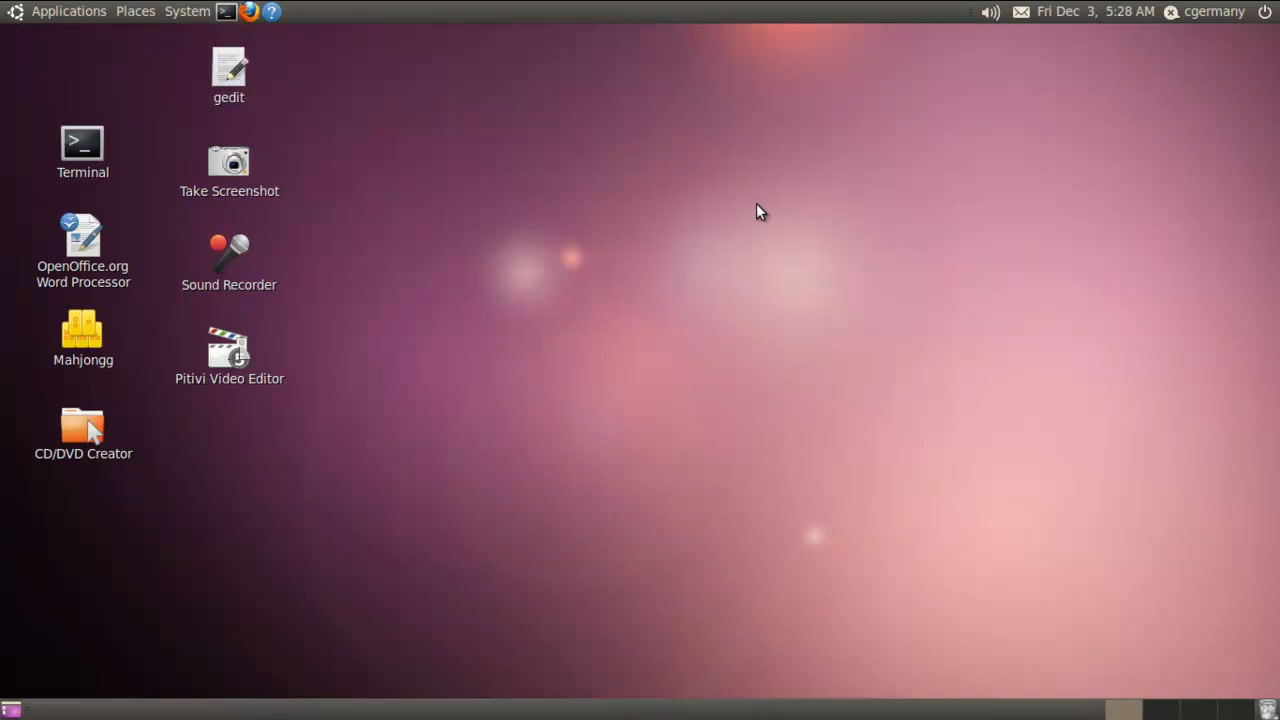 Applications Places System Fri Dec 3, 5:28 AM cgermany
gedit
Terminal
Take Screenshot
OpenOffice.org
Word Processor
Sound Recorder
Mahjongg
Pitivi Video Editor
CD/DVD Creator